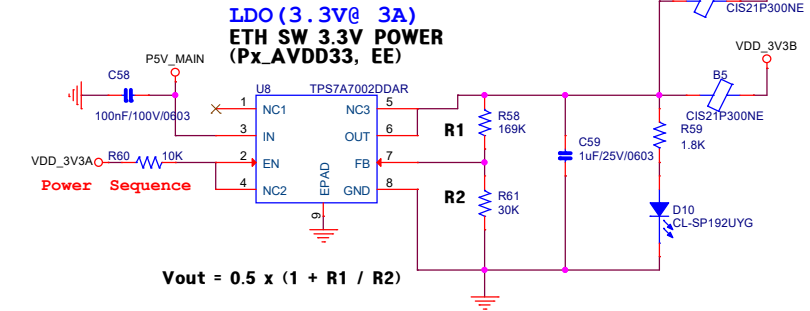 LDO(3.3V@ 3A)
ETH SW 3.3V POWER
(Px_AVDD33, EE)
CIS21P300NE
P5V_MAIN
VDD_3V3B
C58
100nF/100V/0603
U8
TPS7A7002DDAR
B5
CIS21P300NE
1
NC1
NC3
5
3
IN
OUT
6
2
EN
FB
7
4
NC2
GND
8
EPAD
9
R1
R58
169K
C59
1uF/25V/0603
R59
1.8K
VDD_3V3A
R60
10K
Power Sequence
R2
R61
30K
D10
CL-SP192UYG
Vout = 0.5 x (1 + R1 / R2)